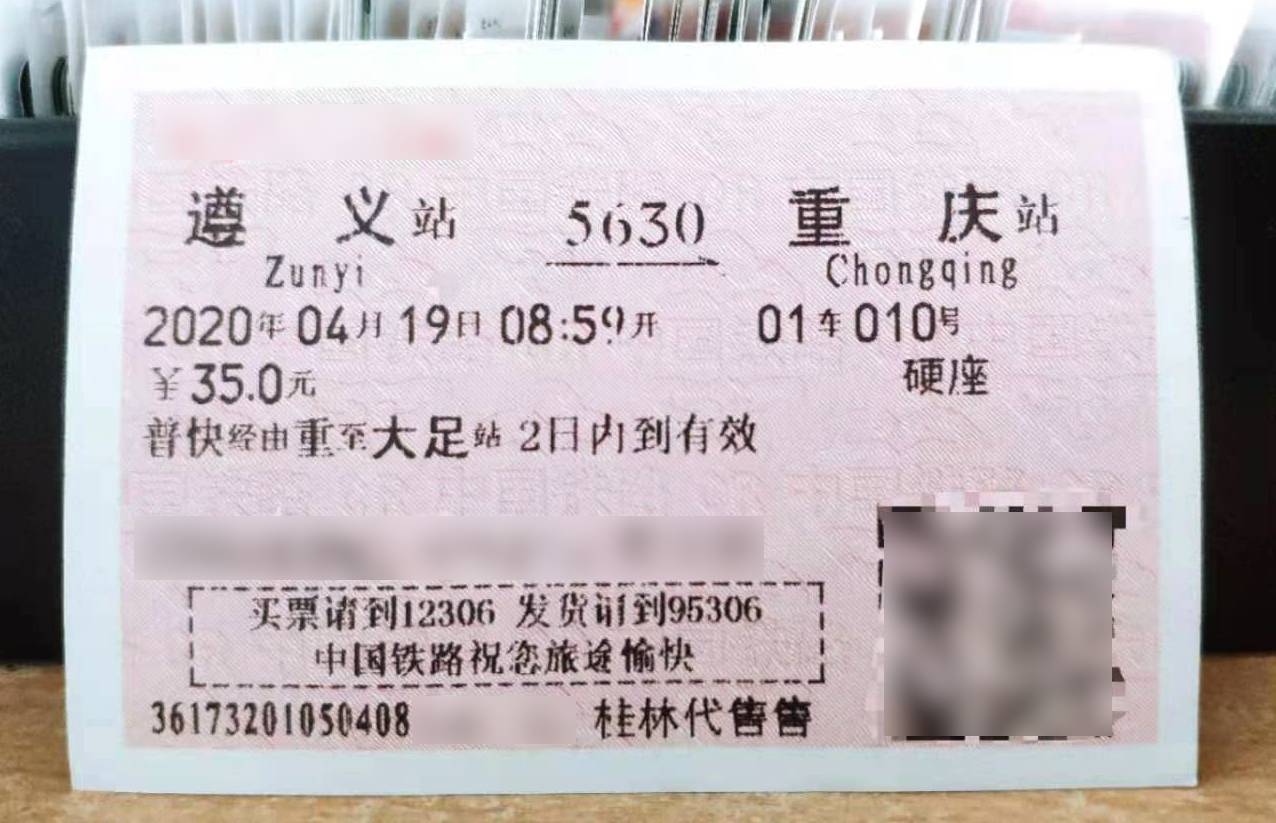 遵义站 5630 重庆站
Zunyi Chongqing
2020年04月19日 08:59开 01车010号
￥35.0元 硬座
普快经由重至大足站 2日内到有效
买票请到12306 发货请到95306
中国铁路祝您旅途愉快
36173201050408 桂林代售售